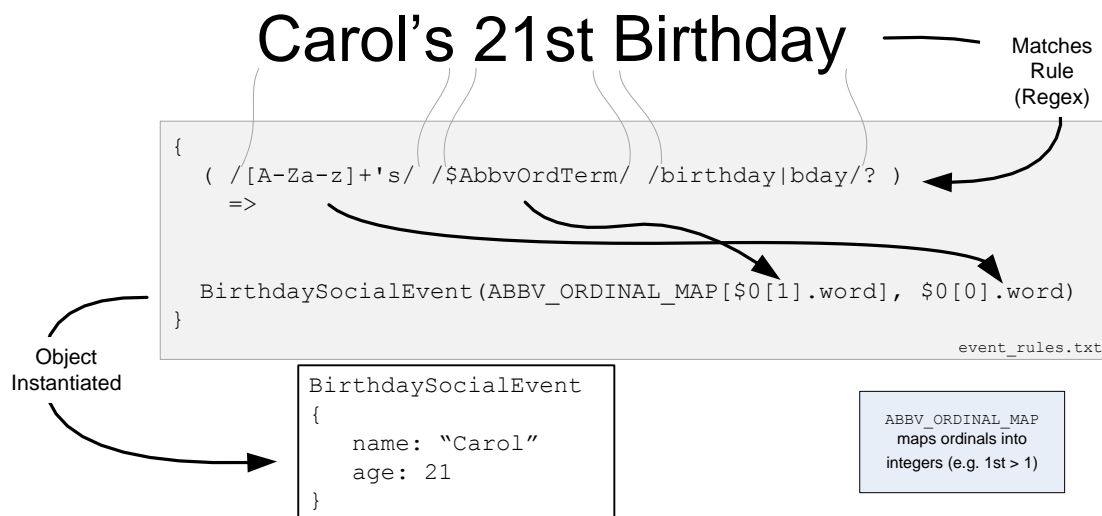 Carol's 21st Birthday
Matches
Rule
(Regex)
{
( /[A-Za-z]+'s/ /$AbbvOrdTerm/ /birthday|bday/? )
=>
BirthdaySocialEvent(ABBV_ORDINAL_MAP[$0[1].word], $0[0].word)
}
event_rules.txt
Object
Instantiated
BirthdaySocialEvent
{
name: “Carol”
age: 21
}
ABBV_ORDINAL_MAP
maps ordinals into
integers (e.g. 1st > 1)